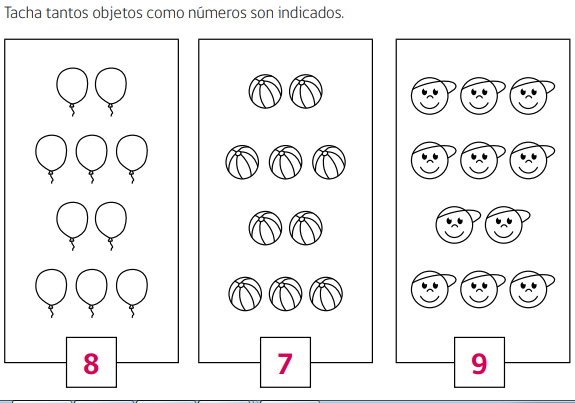 Tacha tantos objetos como números son indicados.
8 7 9